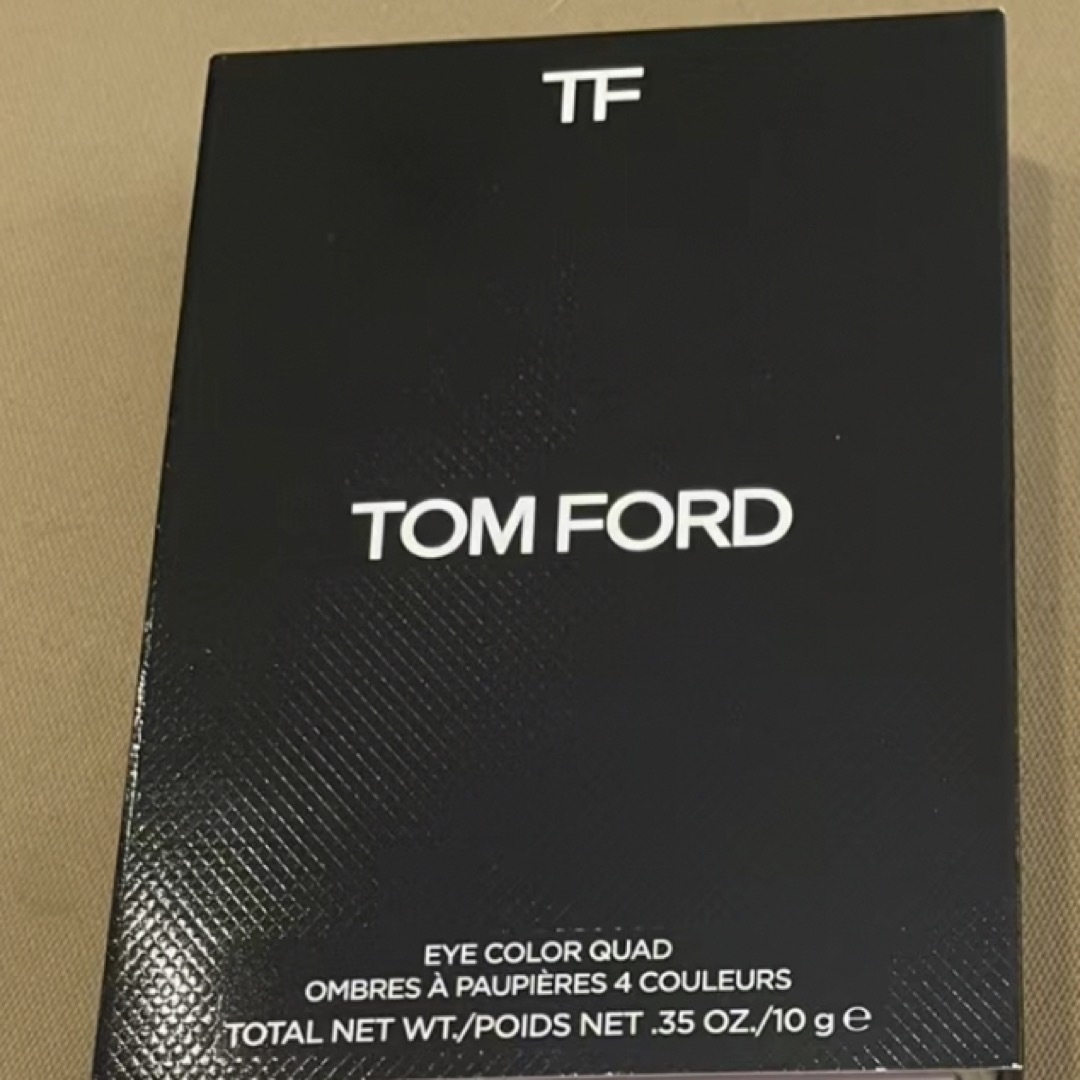 TF
TOM FORD
EYE COLOR QUAD
OMBRES À PAUPIÈRES 4 COULEURS
TOTAL NET WT./POIDS NET .35 OZ./10 g ℮